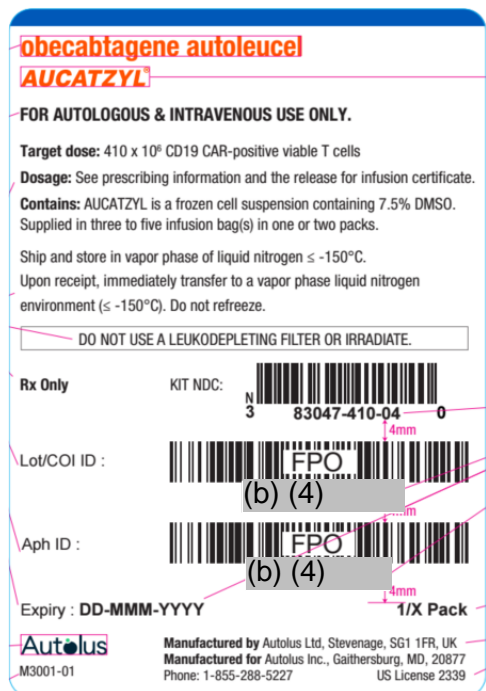 obecabtagene autoleucel
AUCATZYL®
FOR AUTOLOGOUS & INTRAVENOUS USE ONLY.
Target dose: 410 x 10⁶ CD19 CAR-positive viable T cells
Dosage: See prescribing information and the release for infusion certificate.
Contains: AUCATZYL is a frozen cell suspension containing 7.5% DMSO.
Supplied in three to five infusion bag(s) in one or two packs.
Ship and store in vapor phase of liquid nitrogen ≤ -150°C.
Upon receipt, immediately transfer to a vapor phase liquid nitrogen
environment (≤ -150°C). Do not refreeze.
DO NOT USE A LEUKODEPLETING FILTER OR IRRADIATE.
Rx Only KIT NDC:
N
3 83047-410-04 0
4mm
Lot/COI ID : FPO
(b) (4)
4mm
Aph ID : FPO
(b) (4)
4mm
Expiry : DD-MMM-YYYY 1/X Pack
Autolus
M3001-01
Manufactured by Autolus Ltd, Stevenage, SG1 1FR, UK
Manufactured for Autolus Inc., Gaithersburg, MD, 20877
Phone: 1-855-288-5227 US License 2339